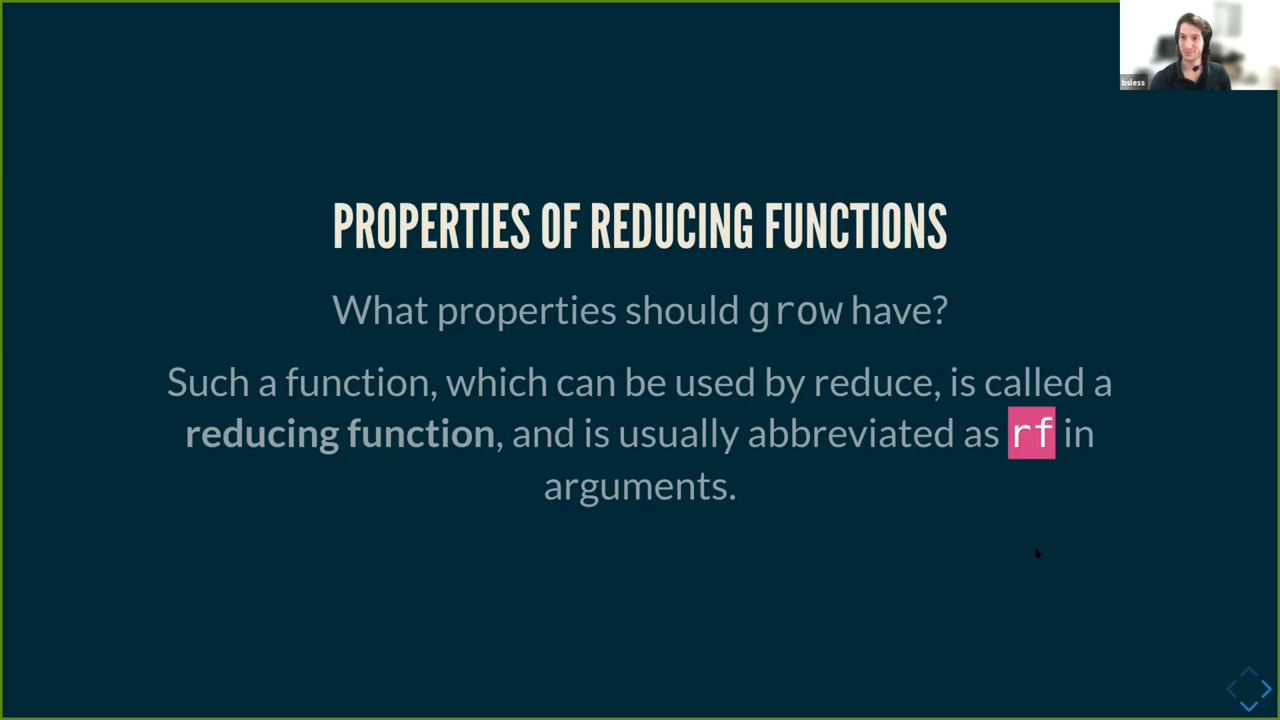 bsless
PROPERTIES OF REDUCING FUNCTIONS
What properties should grow have?
Such a function, which can be used by reduce, is called a
reducing function, and is usually abbreviated as rf in
arguments.